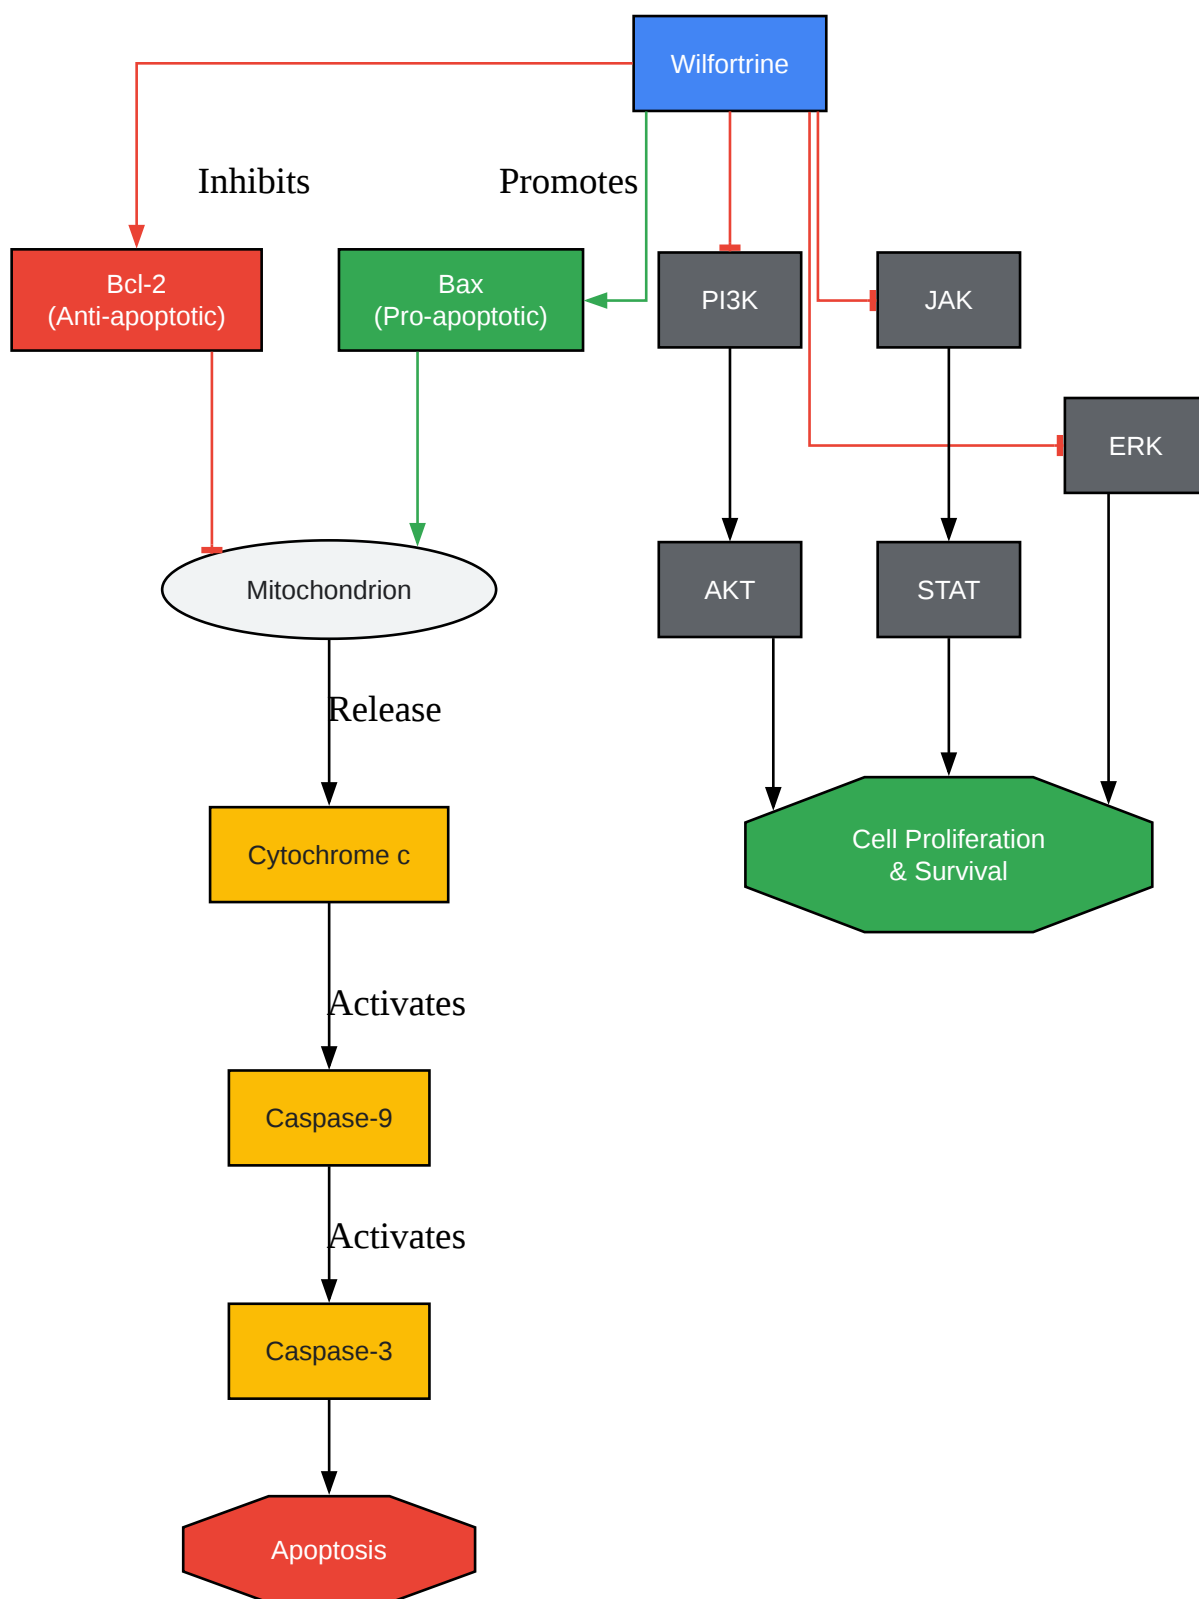 Wilfortrine
Inhibits
Promotes
Bcl-2
(Anti-apoptotic)
Bax
(Pro-apoptotic)
PI3K
JAK
ERK
Mitochondrion
AKT
STAT
Release
Cytochrome c
Cell Proliferation
& Survival
Activates
Caspase-9
Activates
Caspase-3
Apoptosis